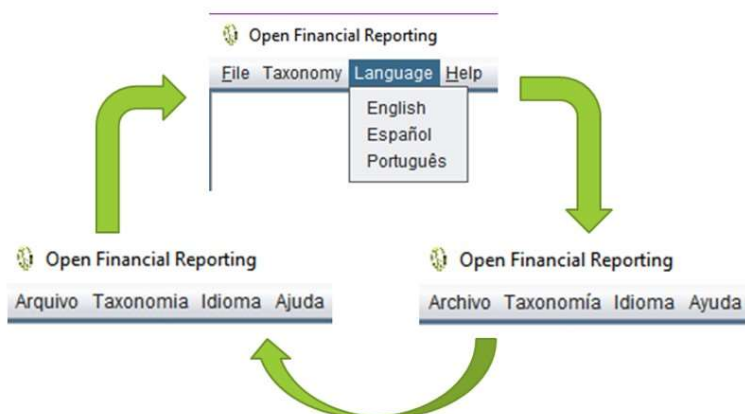 Open Financial Reporting
File Taxonomy Language Help
English
Español
Português
Open Financial Reporting
Arquivo Taxonomia Idioma Ajuda
Open Financial Reporting
Archivo Taxonomía Idioma Ayuda